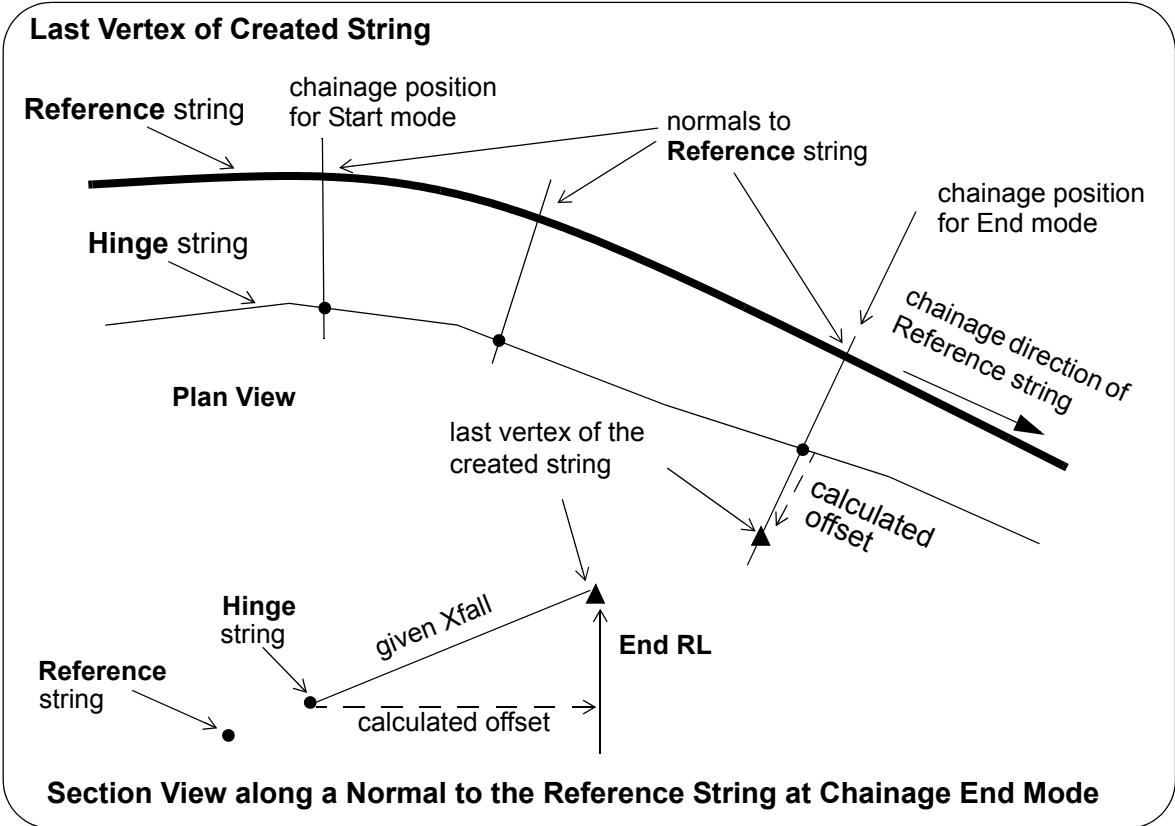 Last Vertex of Created String
chainage position
for Start mode
Reference string
normals to
Reference string
chainage position
for End mode
Hinge string
chainage direction of
Reference string
Plan View
last vertex of the
created string
calculated
offset
Hinge
string
given Xfall
End RL
Reference
string
calculated offset
Section View along a Normal to the Reference String at Chainage End Mode